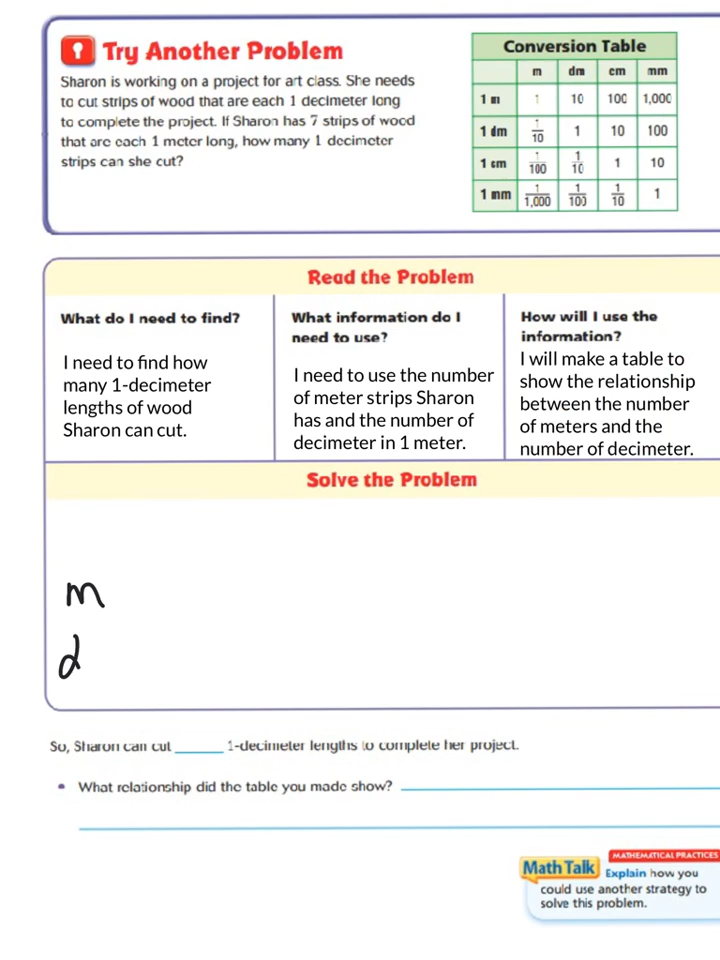 Try Another Problem
Sharon is working on a project for art class. She needs
to cut strips of wood that are each 1 decimeter long
to complete the project. If Sharon has 7 strips of wood
that are each 1 meter long, how many 1 decimeter
strips can she cut?
Conversion Table
m dm cm mm
1 m 1 10 100 1,000
1 dm 1/10 1 10 100
1 cm 1/100 1/10 1 10
1 mm 1/1,000 1/100 1/10 1
Read the Problem
What do I need to find?
I need to find how
many 1-decimeter
lengths of wood
Sharon can cut.
What information do I
need to use?
I need to use the number
of meter strips Sharon
has and the number of
decimeter in 1 meter.
How will I use the
information?
I will make a table to
show the relationship
between the number
of meters and the
number of decimeter.
Solve the Problem
m
d
So, Sharon can cut ______ 1-decimeter lengths to complete her project.
• What relationship did the table you made show?
MATHEMATICAL PRACTICES
Math Talk Explain how you
could use another strategy to
solve this problem.